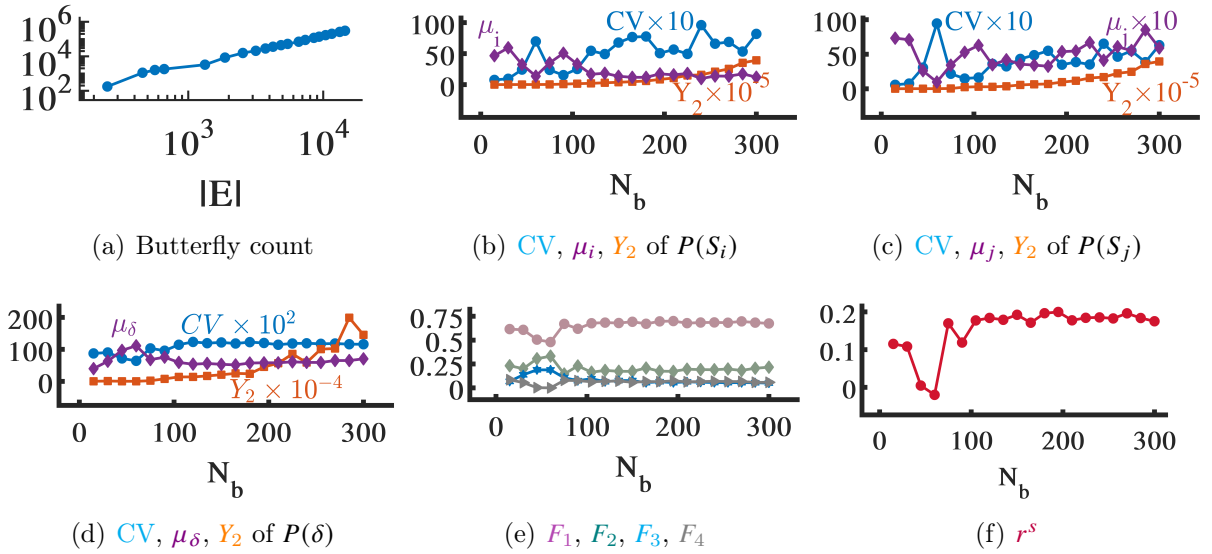 10^6
10^4
10^2
10^3 10^4
|E|
(a) Butterfly count
100
50
0
μ_i
CV×10
Y_2×10^-5
0 100 200 300
N_b
(b) CV, μ_i, Y_2 of P(S_i)
100
50
0
CV×10
μ_j×10
Y_2×10^-5
0 100 200 300
N_b
(c) CV, μ_j, Y_2 of P(S_j)
200
100
0
μ_δ
CV × 10^2
Y_2 × 10^-4
0 100 200 300
N_b
(d) CV, μ_δ, Y_2 of P(δ)
0.75
0.5
0.25
0
0 100 200 300
N_b
(e) F_1, F_2, F_3, F_4
0.2
0.1
0
0 100 200 300
N_b
(f) r^s